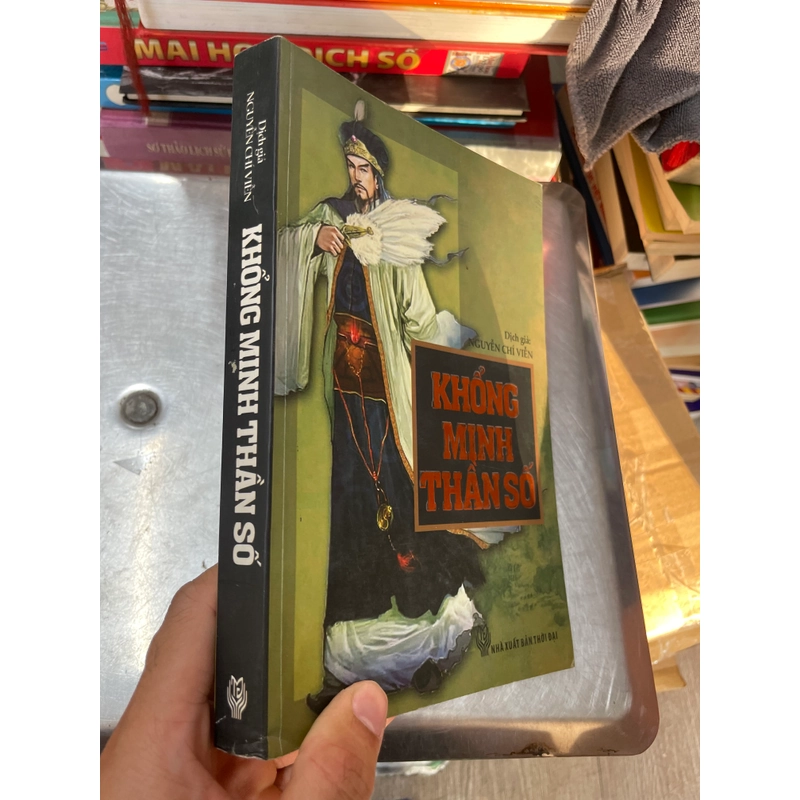 MAI HOA DỊCH SỐ
Dịch giả
NGUYỄN CHÍ VIỄN
KHỔNG MINH THẦN SỐ
Dịch giả:
NGUYỄN CHÍ VIỄN
KHỔNG
MINH
THẦN SỐ
NHÀ XUẤT BẢN THỜI ĐẠI